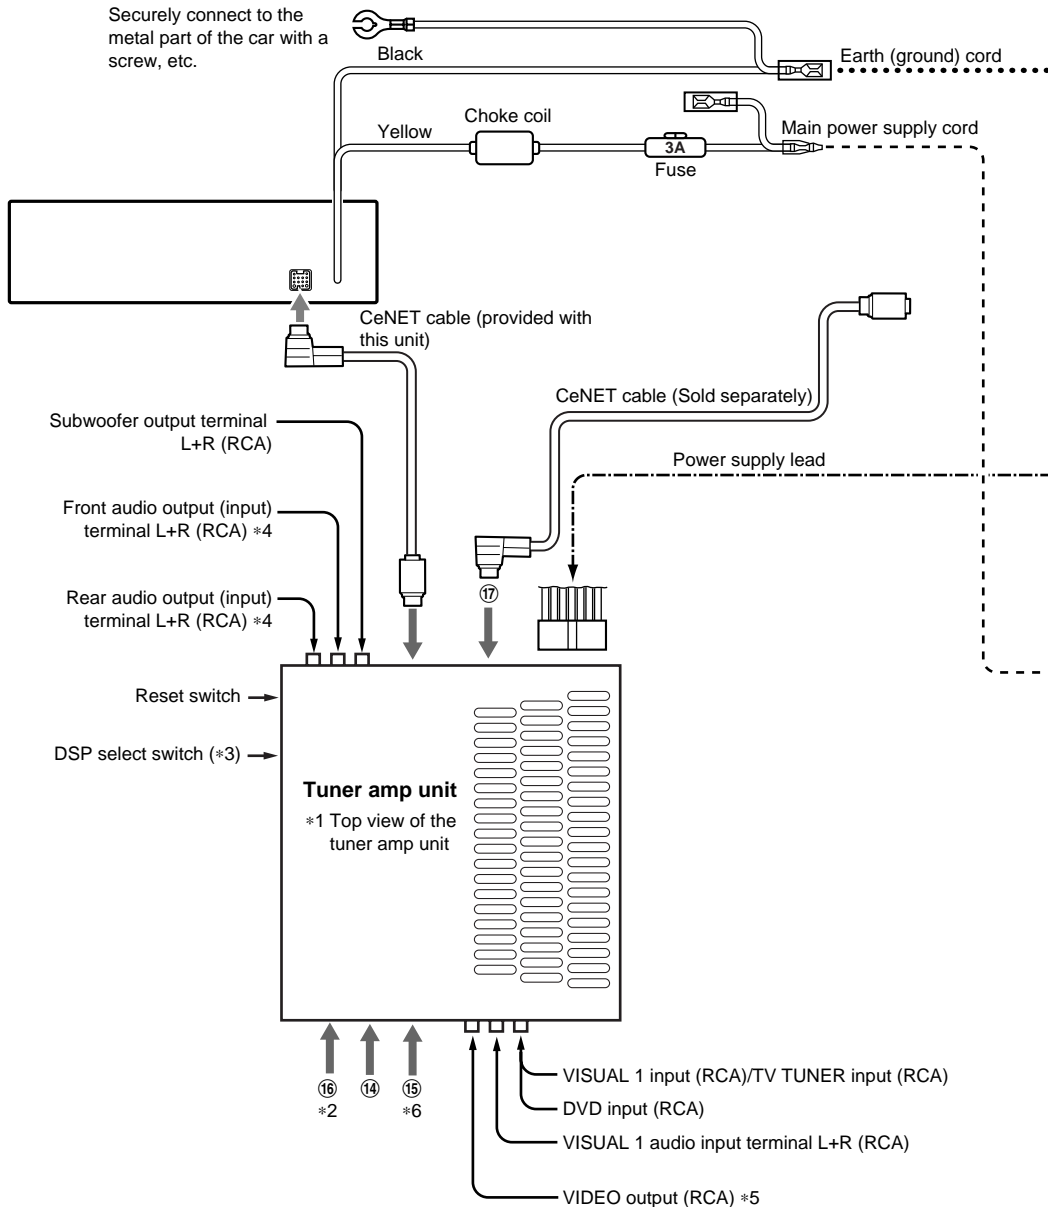 Securely connect to the
metal part of the car with a
screw, etc.
Black
Earth (ground) cord
Choke coil
Yellow
3A
Fuse
Main power supply cord
CeNET cable (provided with
this unit)
CeNET cable (Sold separately)
Subwoofer output terminal
L+R (RCA)
Power supply lead
Front audio output (input)
terminal L+R (RCA) *4
Rear audio output (input)
terminal L+R (RCA) *4
⑰
Reset switch
DSP select switch (*3)
Tuner amp unit
*1 Top view of the
tuner amp unit
⑯
*2
⑭
⑮
*6
VISUAL 1 input (RCA)/TV TUNER input (RCA)
DVD input (RCA)
VISUAL 1 audio input terminal L+R (RCA)
VIDEO output (RCA) *5